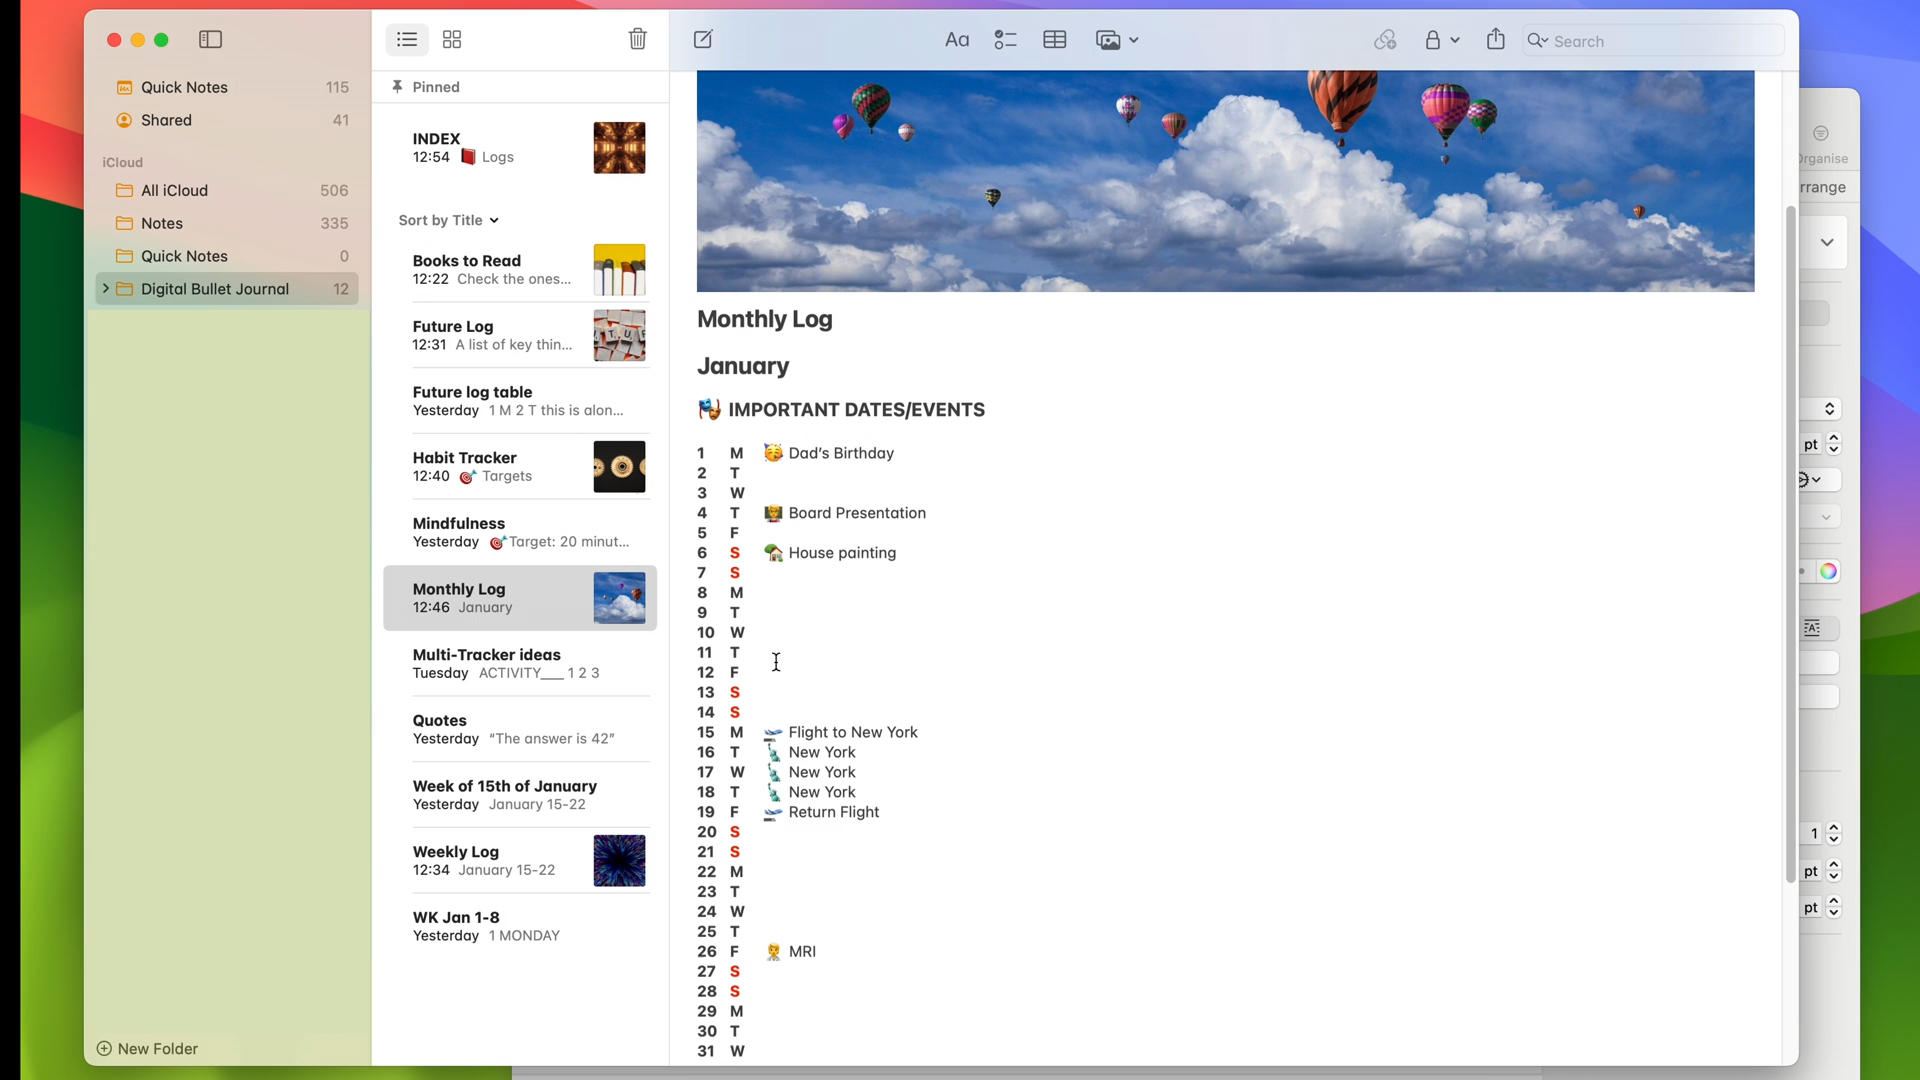 Quick Notes 115
Shared 41
iCloud
All iCloud 506
Notes 335
Quick Notes 0
Digital Bullet Journal 12
New Folder
Pinned
INDEX
12:54 📕 Logs
Sort by Title
Books to Read
12:22 Check the ones...
Future Log
12:31 A list of key thin...
Future log table
Yesterday 1 M 2 T this is alon...
Habit Tracker
12:40 🎯 Targets
Mindfulness
Yesterday 🎯Target: 20 minut...
Monthly Log
12:46 January
Multi-Tracker ideas
Tuesday ACTIVITY___ 1 2 3
Quotes
Yesterday "The answer is 42"
Week of 15th of January
Yesterday January 15-22
Weekly Log
12:34 January 15-22
WK Jan 1-8
Yesterday 1 MONDAY
Aa
Search
Monthly Log
January
🎭 IMPORTANT DATES/EVENTS
1 M 🥳 Dad's Birthday
2 T
3 W
4 T 👨‍🏫 Board Presentation
5 F
6 S 🏡 House painting
7 S
8 M
9 T
10 W
11 T
12 F
13 S
14 S
15 M 🛫 Flight to New York
16 T 🗽 New York
17 W 🗽 New York
18 T 🗽 New York
19 F 🛫 Return Flight
20 S
21 S
22 M
23 T
24 W
25 T
26 F 👨‍⚕️ MRI
27 S
28 S
29 M
30 T
31 W
Organise
rrange
pt
1
pt
pt